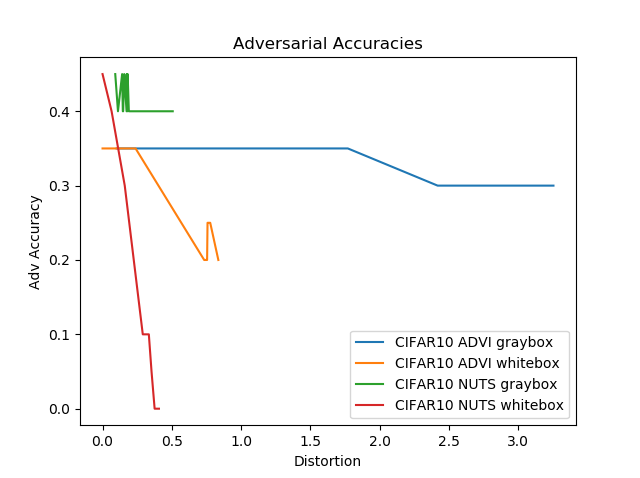 Adversarial Accuracies
Adv Accuracy
0.4
0.3
0.2
0.1
0.0
CIFAR10 ADVI graybox
CIFAR10 ADVI whitebox
CIFAR10 NUTS graybox
CIFAR10 NUTS whitebox
0.0 0.5 1.0 1.5 2.0 2.5 3.0
Distortion